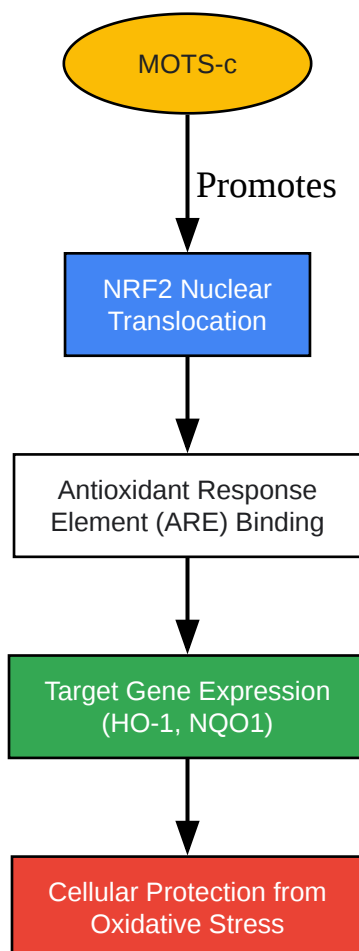 MOTS-c
Promotes
NRF2 Nuclear
Translocation
Antioxidant Response
Element (ARE) Binding
Target Gene Expression
(HO-1, NQO1)
Cellular Protection from
Oxidative Stress